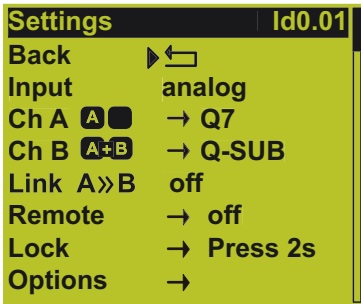 Settings Id0.01
Back
Input analog
Ch A A → Q7
Ch B A+B → Q-SUB
Link A»B off
Remote → off
Lock → Press 2s
Options →